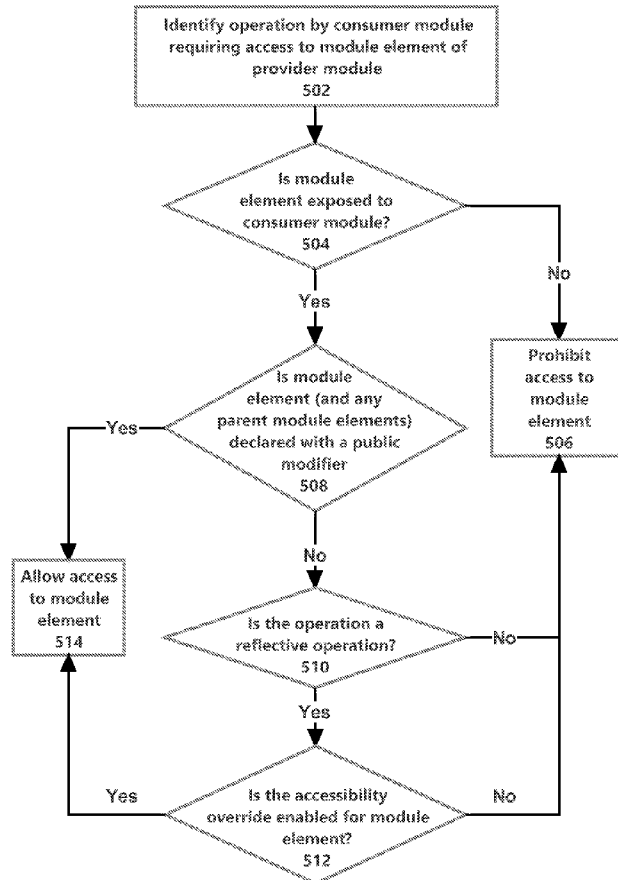 Identify operation by consumer module
requiring access to module element of
provider module
502
Is module
element exposed to
consumer module?
504
No
Yes
Prohibit
access to
module
element
506
Is module
element (and any
parent module elements)
declared with a public
modifier
508
Yes
No
Allow access
to module
element
514
Is the operation a
reflective operation?
510
No
Yes
Is the accessibility
override enabled for module
element?
512
Yes
No